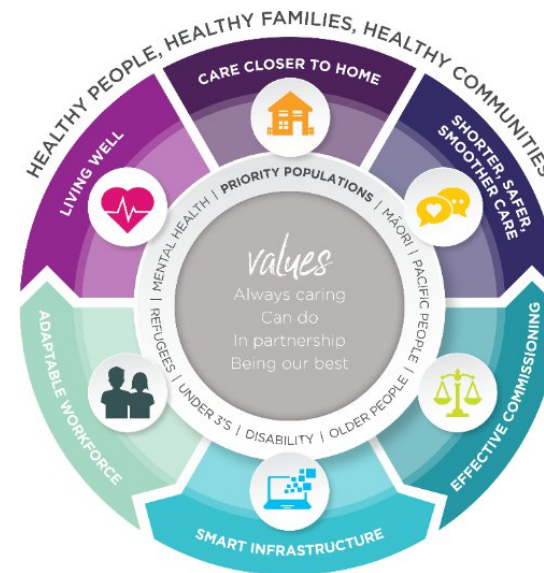 HEALTHY PEOPLE, HEALTHY FAMILIES, HEALTHY COMMUNITIES
CARE CLOSER TO HOME
SHORTER, SAFER,
SMOOTHER CARE
EFFECTIVE COMMISSIONING
SMART INFRASTRUCTURE
ADAPTABLE WORKFORCE
LIVING WELL
PRIORITY POPULATIONS | MĀORI | PACIFIC PEOPLE | OLDER PEOPLE | DISABILITY | UNDER 3'S | REFUGEES | MENTAL HEALTH |
values
Always caring
Can do
In partnership
Being our best